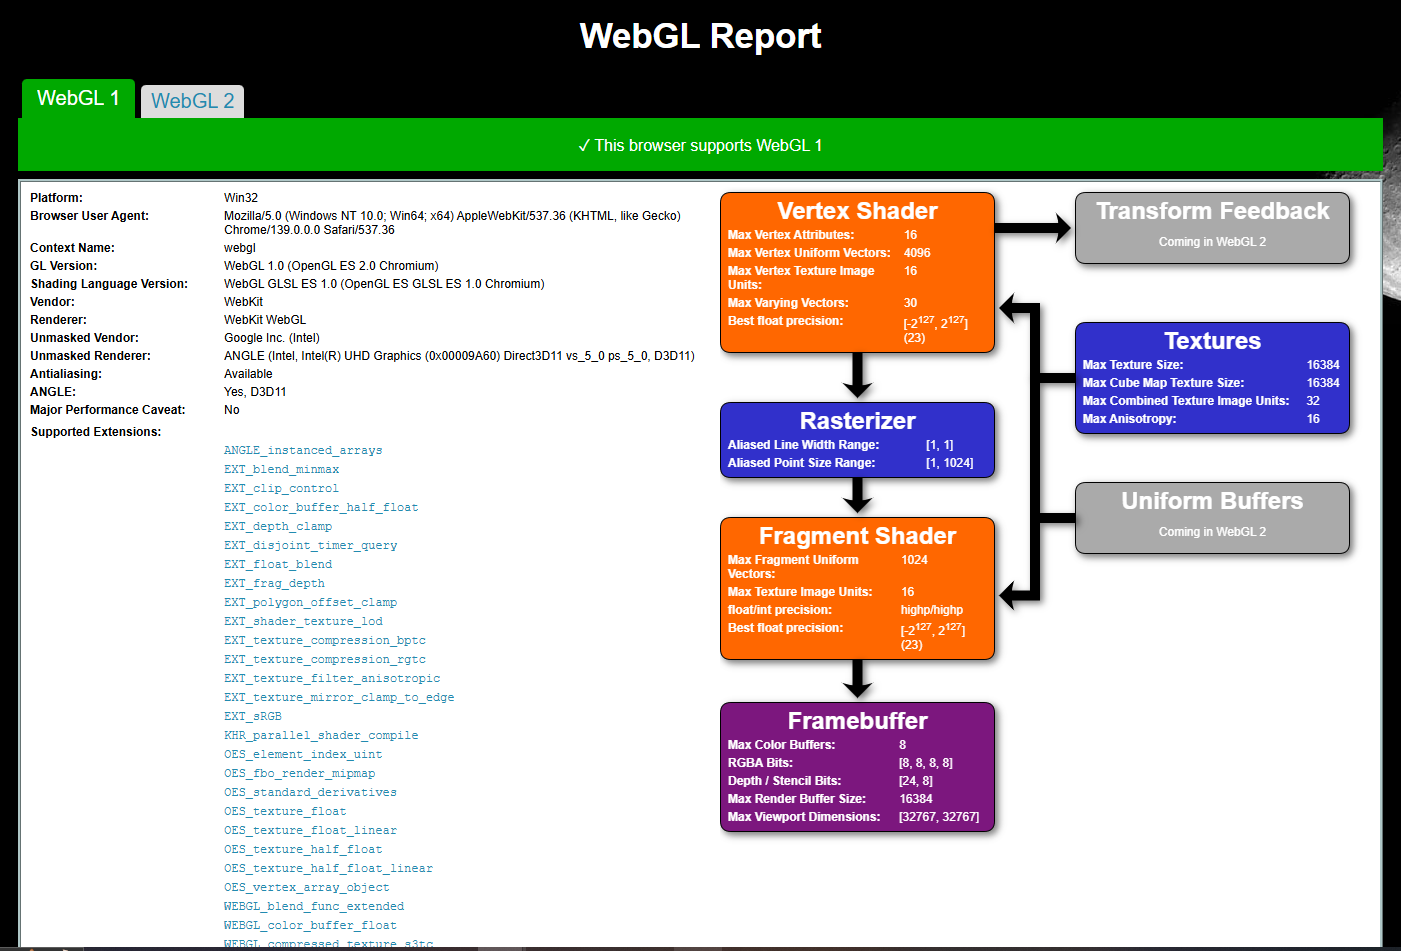 WebGL Report
WebGL 1
WebGL 2
✓ This browser supports WebGL 1
Platform: Win32
Browser User Agent: Mozilla/5.0 (Windows NT 10.0; Win64; x64) AppleWebKit/537.36 (KHTML, like Gecko)
Chrome/139.0.0.0 Safari/537.36
Context Name: webgl
GL Version: WebGL 1.0 (OpenGL ES 2.0 Chromium)
Shading Language Version: WebGL GLSL ES 1.0 (OpenGL ES GLSL ES 1.0 Chromium)
Vendor: WebKit
Renderer: WebKit WebGL
Unmasked Vendor: Google Inc. (Intel)
Unmasked Renderer: ANGLE (Intel, Intel(R) UHD Graphics (0x00009A60) Direct3D11 vs_5_0 ps_5_0, D3D11)
Antialiasing: Available
ANGLE: Yes, D3D11
Major Performance Caveat: No
Supported Extensions:
ANGLE_instanced_arrays
EXT_blend_minmax
EXT_clip_control
EXT_color_buffer_half_float
EXT_depth_clamp
EXT_disjoint_timer_query
EXT_float_blend
EXT_frag_depth
EXT_polygon_offset_clamp
EXT_shader_texture_lod
EXT_texture_compression_bptc
EXT_texture_compression_rgtc
EXT_texture_filter_anisotropic
EXT_texture_mirror_clamp_to_edge
EXT_sRGB
KHR_parallel_shader_compile
OES_element_index_uint
OES_fbo_render_mipmap
OES_standard_derivatives
OES_texture_float
OES_texture_float_linear
OES_texture_half_float
OES_texture_half_float_linear
OES_vertex_array_object
WEBGL_blend_func_extended
WEBGL_color_buffer_float
WEBGL_compressed_texture_s3tc
Vertex Shader
Max Vertex Attributes: 16
Max Vertex Uniform Vectors: 4096
Max Vertex Texture Image 16
Units:
Max Varying Vectors: 30
Best float precision: [-2^127, 2^127]
(23)
Rasterizer
Aliased Line Width Range: [1, 1]
Aliased Point Size Range: [1, 1024]
Fragment Shader
Max Fragment Uniform 1024
Vectors:
Max Texture Image Units: 16
float/int precision: highp/highp
Best float precision: [-2^127, 2^127]
(23)
Framebuffer
Max Color Buffers: 8
RGBA Bits: [8, 8, 8, 8]
Depth / Stencil Bits: [24, 8]
Max Render Buffer Size: 16384
Max Viewport Dimensions: [32767, 32767]
Transform Feedback
Coming in WebGL 2
Textures
Max Texture Size: 16384
Max Cube Map Texture Size: 16384
Max Combined Texture Image Units: 32
Max Anisotropy: 16
Uniform Buffers
Coming in WebGL 2